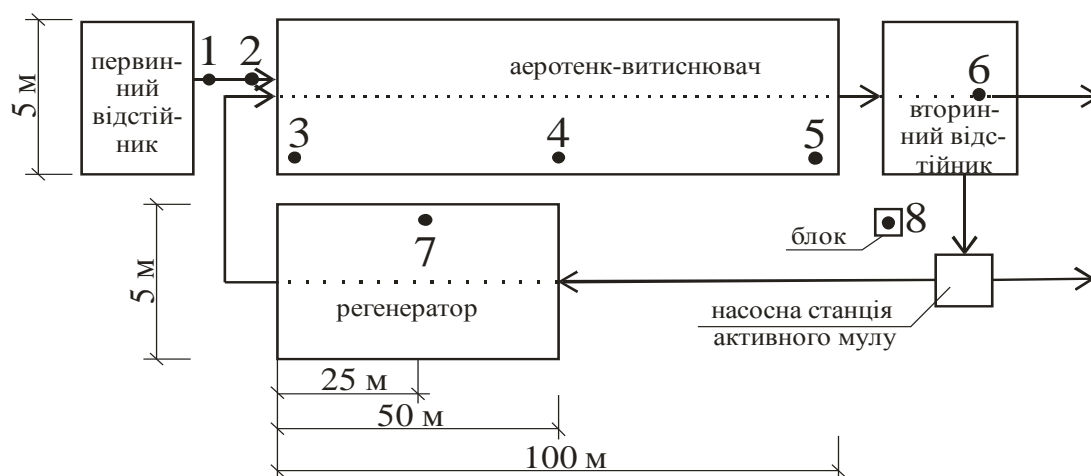 5 м
первин-
ний
відстій-
ник
1
2
аеротенк-витиснювач
3
4
5
6
вторин-
ний відс-
тійник
5 м
7
регенератор
8
блок
насосна станція
активного мулу
25 м
50 м
100 м